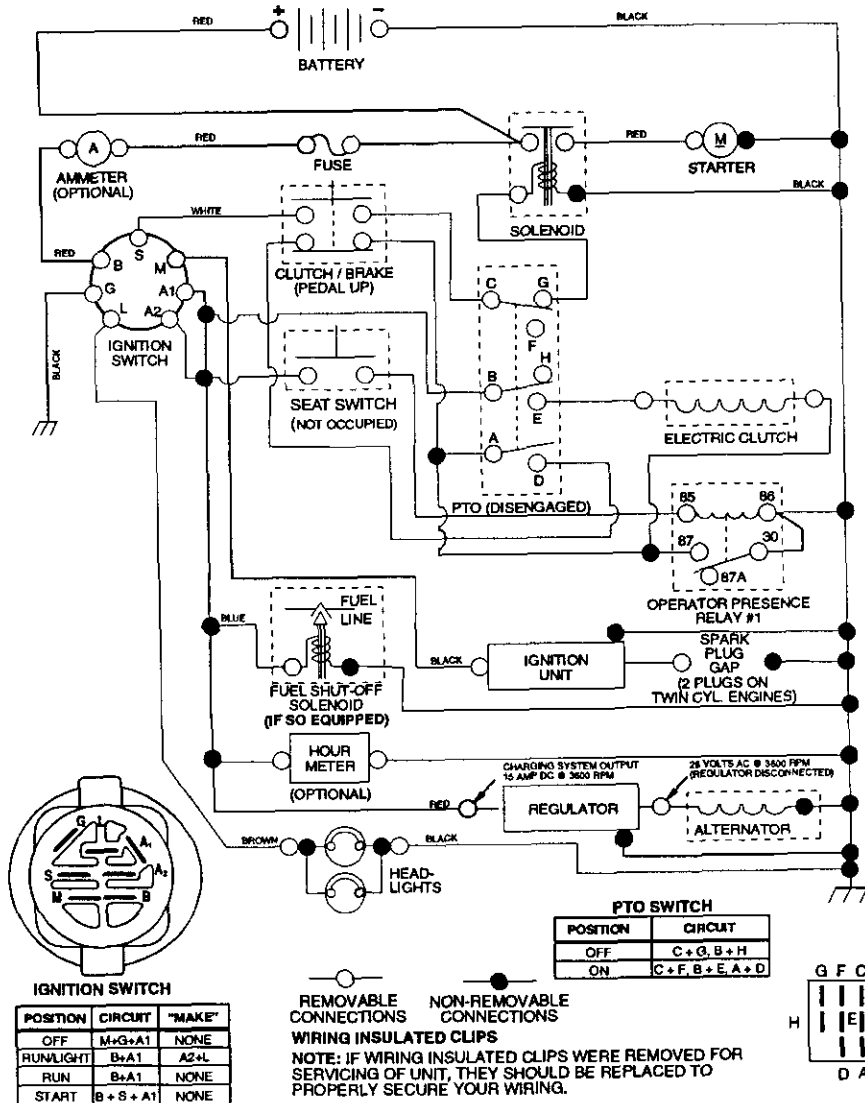 + −
RED
BLACK
BATTERY
RED
RED
A
M
AMMETER
(OPTIONAL)
FUSE
STARTER
WHITE
BLACK
SOLENOID
S
RED
B
M
CLUTCH / BRAKE
(PEDAL UP)
G
A1
C
G
L
A2
F
IGNITION
SWITCH
H
BLACK
B
SEAT SWITCH
(NOT OCCUPIED)
E
ELECTRIC CLUTCH
A
D
PTO (DISENGAGED)
85
86
87
30
87A
OPERATOR PRESENCE
RELAY #1
FUEL
LINE
BLUE
SPARK
PLUG
GAP
(2 PLUGS ON
TWIN CYL. ENGINES)
BLACK
IGNITION
UNIT
FUEL SHUT-OFF
SOLENOID
(IF SO EQUIPPED)
HOUR
METER
(OPTIONAL)
CHARGING SYSTEM OUTPUT
15 AMP DC @ 3600 RPM
28 VOLTS AC @ 3600 RPM
(REGULATOR DISCONNECTED)
RED
REGULATOR
ALTERNATOR
BROWN
BLACK
HEAD-
LIGHTS
G
A1
S
A2
M
B
IGNITION SWITCH
POSITION CIRCUIT "MAKE"
OFF M+G+A1 NONE
RUN/LIGHT B+A1 A2+L
RUN B+A1 NONE
START B + S + A1 NONE
PTO SWITCH
POSITION CIRCUIT
OFF C + G, B + H
ON C + F, B + E, A + D
G F C
H E
D A
REMOVABLE
CONNECTIONS
NON-REMOVABLE
CONNECTIONS
WIRING INSULATED CLIPS
NOTE: IF WIRING INSULATED CLIPS WERE REMOVED FOR
SERVICING OF UNIT, THEY SHOULD BE REPLACED TO
PROPERLY SECURE YOUR WIRING.